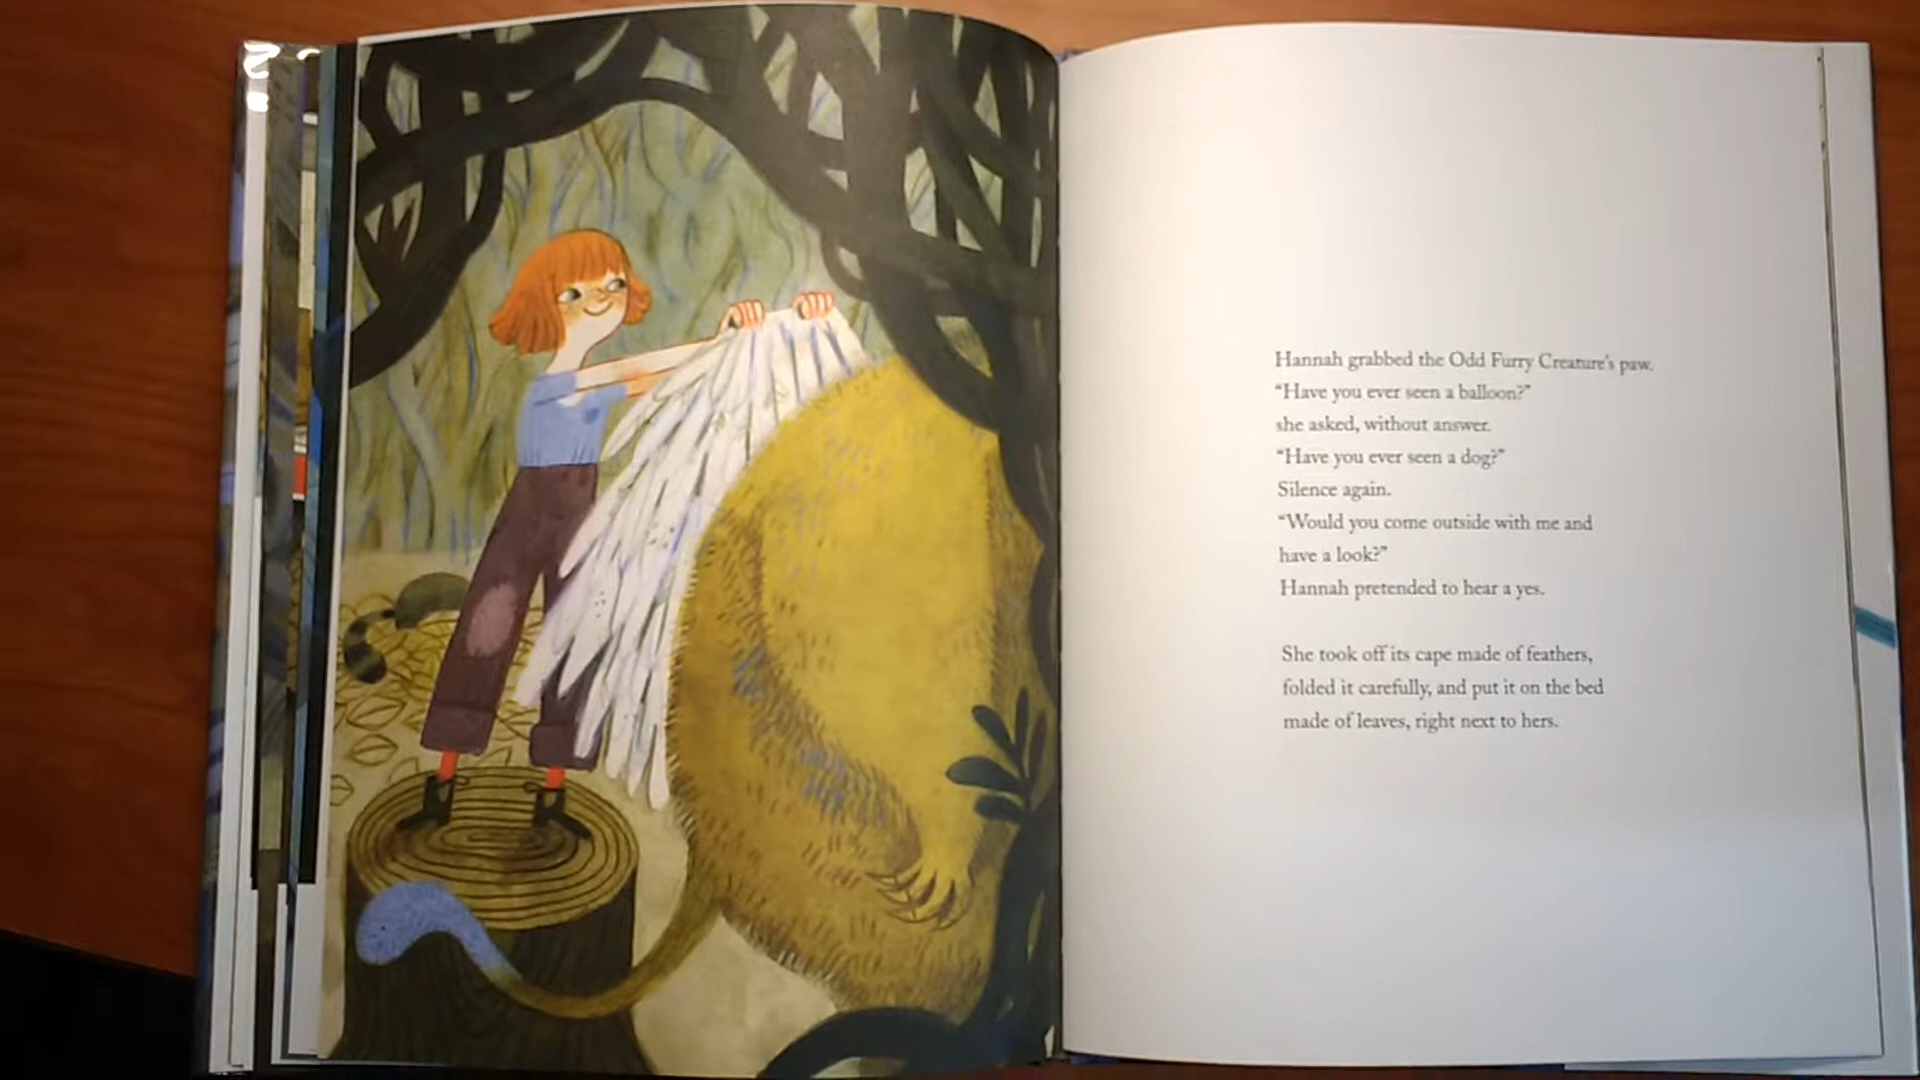 Hannah grabbed the Odd Furry Creature's paw.
“Have you ever seen a balloon?”
she asked, without answer.
“Have you ever seen a dog?”
Silence again.
“Would you come outside with me and
have a look?”
Hannah pretended to hear a yes.
She took off its cape made of feathers,
folded it carefully, and put it on the bed
made of leaves, right next to hers.